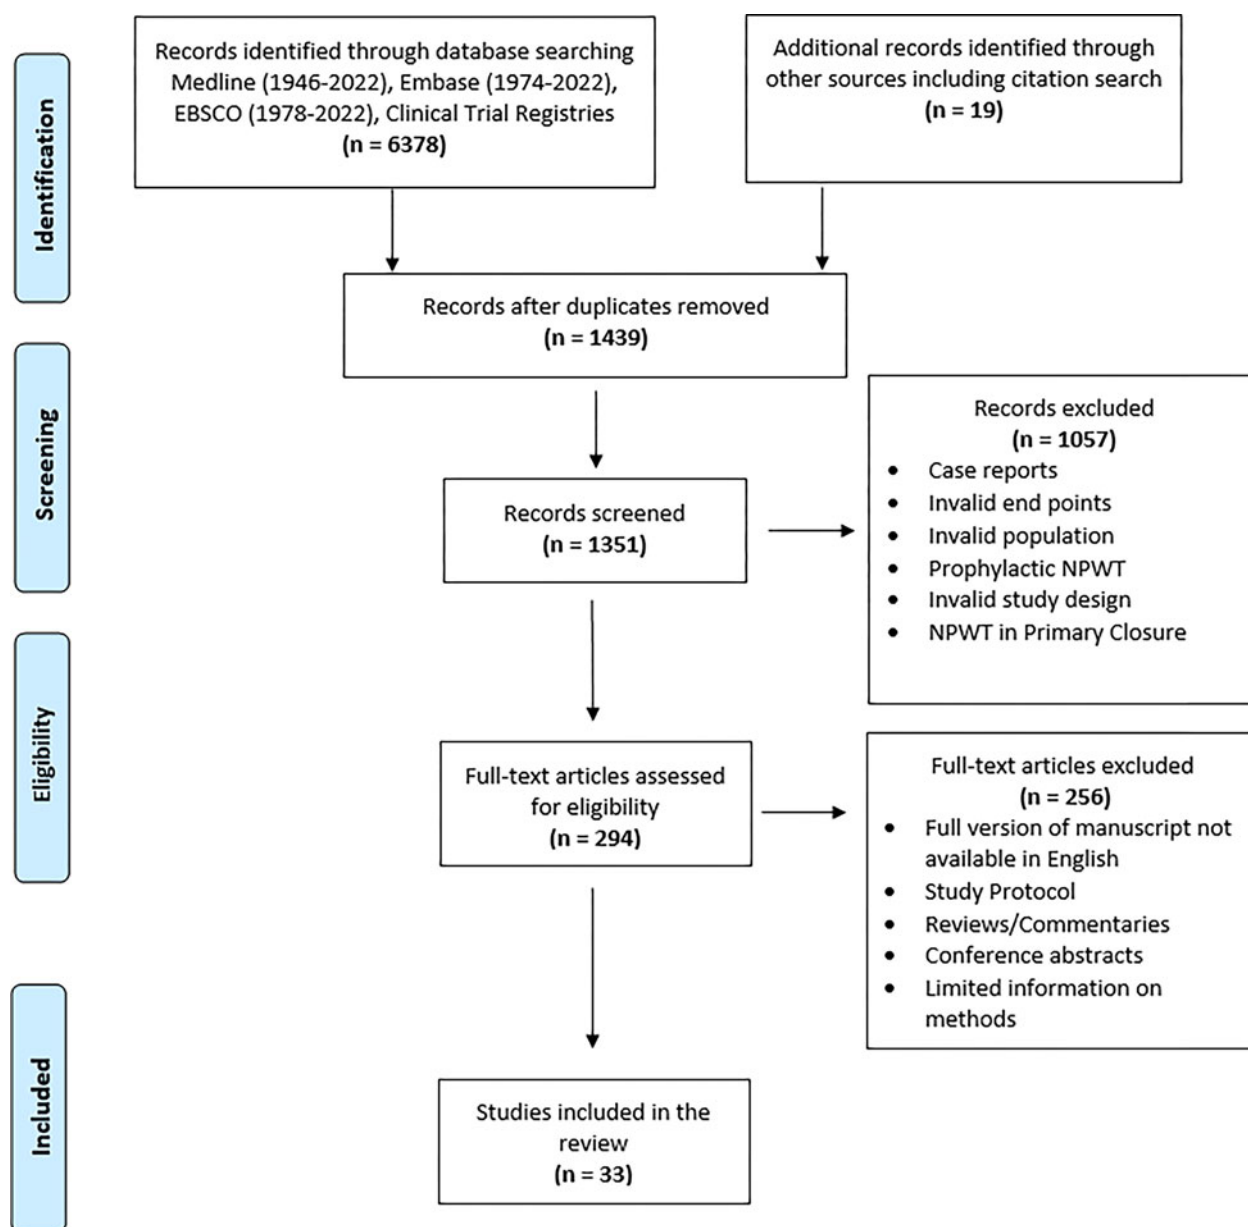 Identification
Records identified through database searching
Medline (1946-2022), Embase (1974-2022),
EBSCO (1978-2022), Clinical Trial Registries
(n = 6378)
Additional records identified through
other sources including citation search
(n = 19)
Records after duplicates removed
(n = 1439)
Screening
Records screened
(n = 1351)
Records excluded
(n = 1057)
• Case reports
• Invalid end points
• Invalid population
• Prophylactic NPWT
• Invalid study design
• NPWT in Primary Closure
Eligibility
Full-text articles assessed
for eligibility
(n = 294)
Full-text articles excluded
(n = 256)
• Full version of manuscript not
available in English
• Study Protocol
• Reviews/Commentaries
• Conference abstracts
• Limited information on
methods
Included
Studies included in the
review
(n = 33)